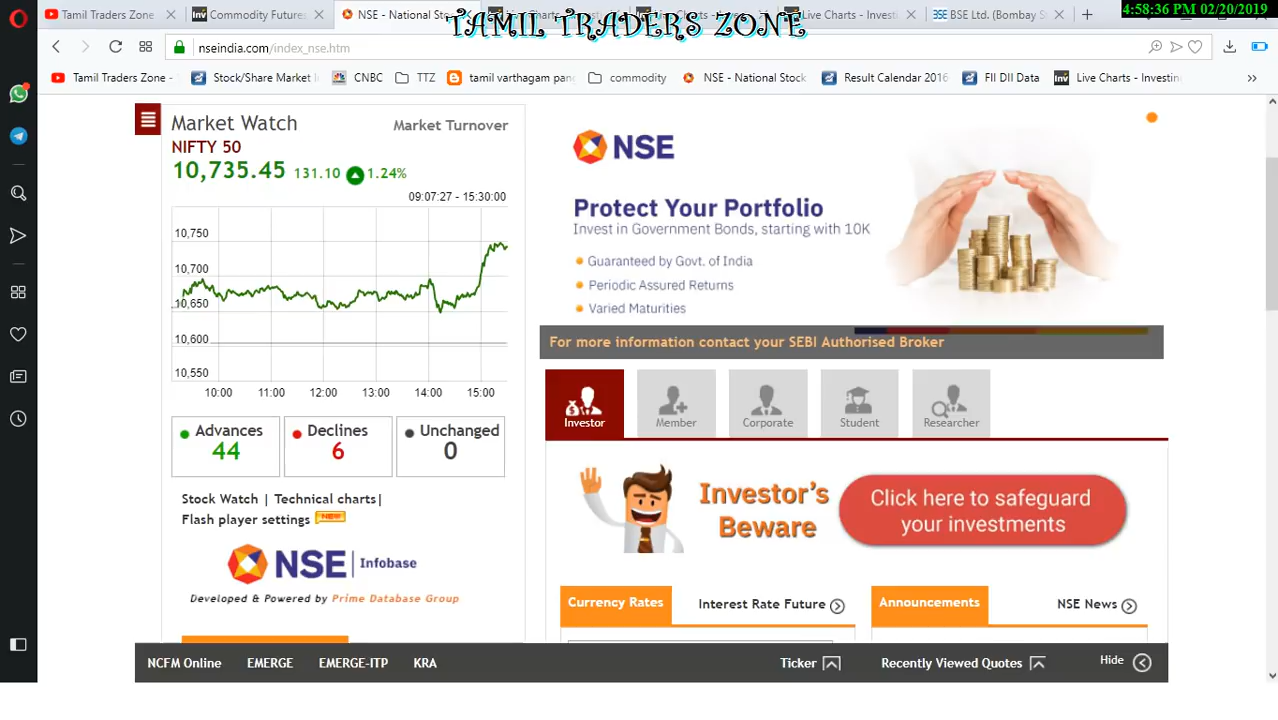 Tamil Traders Zone
Commodity Future
NSE - National Sto
Live Charts - Investi
BSE Ltd. (Bombay S
TAMIL TRADERS ZONE
4:58:36 PM 02/20/2019
nseindia.com/index_nse.htm
Tamil Traders Zone -
Stock/Share Market
CNBC
TTZ
tamil varthagam pan
commodity
NSE - National Stock
Result Calendar 2016
FII DII Data
Live Charts - Investin
Market Watch
Market Turnover
NIFTY 50
10,735.45 131.10 1.24%
09:07:27 - 15:30:00
10,750
10,700
10,650
10,600
10,550
10:00 11:00 12:00 13:00 14:00 15:00
Advances
44
Declines
6
Unchanged
0
Stock Watch | Technical charts|
Flash player settings NEW
NSE | Infobase
Developed & Powered by Prime Database Group
NSE
Protect Your Portfolio
Invest in Government Bonds, starting with 10K
Guaranteed by Govt. of India
Periodic Assured Returns
Varied Maturities
For more information contact your SEBI Authorised Broker
Investor
Member
Corporate
Student
Researcher
Investor's
Beware
Click here to safeguard
your investments
Currency Rates
Interest Rate Future
Announcements
NSE News
NCFM Online
EMERGE
EMERGE-ITP
KRA
Ticker
Recently Viewed Quotes
Hide